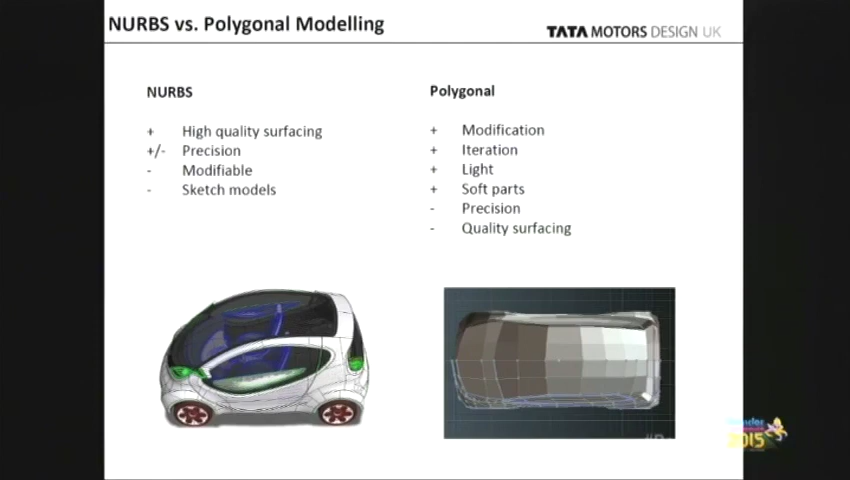 NURBS vs. Polygonal Modelling
TATA MOTORS DESIGN UK
NURBS
+ High quality surfacing
+/- Precision
- Modifiable
- Sketch models
Polygonal
+ Modification
+ Iteration
+ Light
+ Soft parts
- Precision
- Quality surfacing
2015